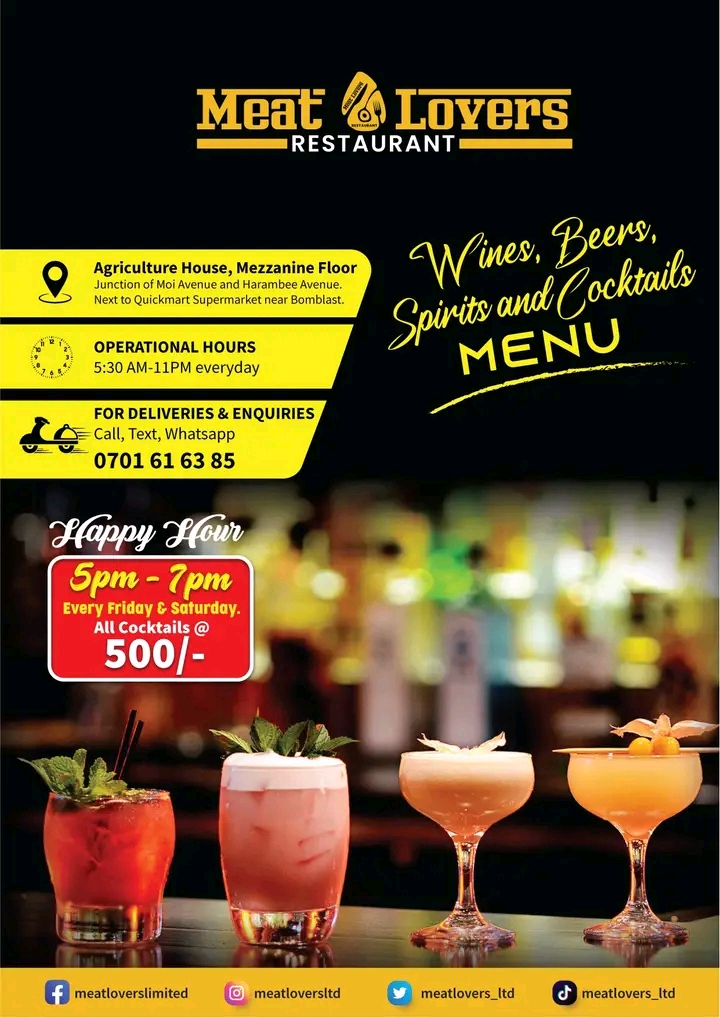 Meat Lovers
RESTAURANT
Wines, Beers,
Spirits and Cocktails
MENU
Agriculture House, Mezzanine Floor
Junction of Moi Avenue and Harambee Avenue.
Next to Quickmart Supermarket near Bomblast.
OPERATIONAL HOURS
5:30 AM-11PM everyday
FOR DELIVERIES & ENQUIRIES
Call, Text, Whatsapp
0701 61 63 85
Happy Hour
5pm - 7pm
Every Friday & Saturday.
All Cocktails @
500/-
meatloverslimited
meatloversltd
meatlovers_ltd
meatlovers_ltd